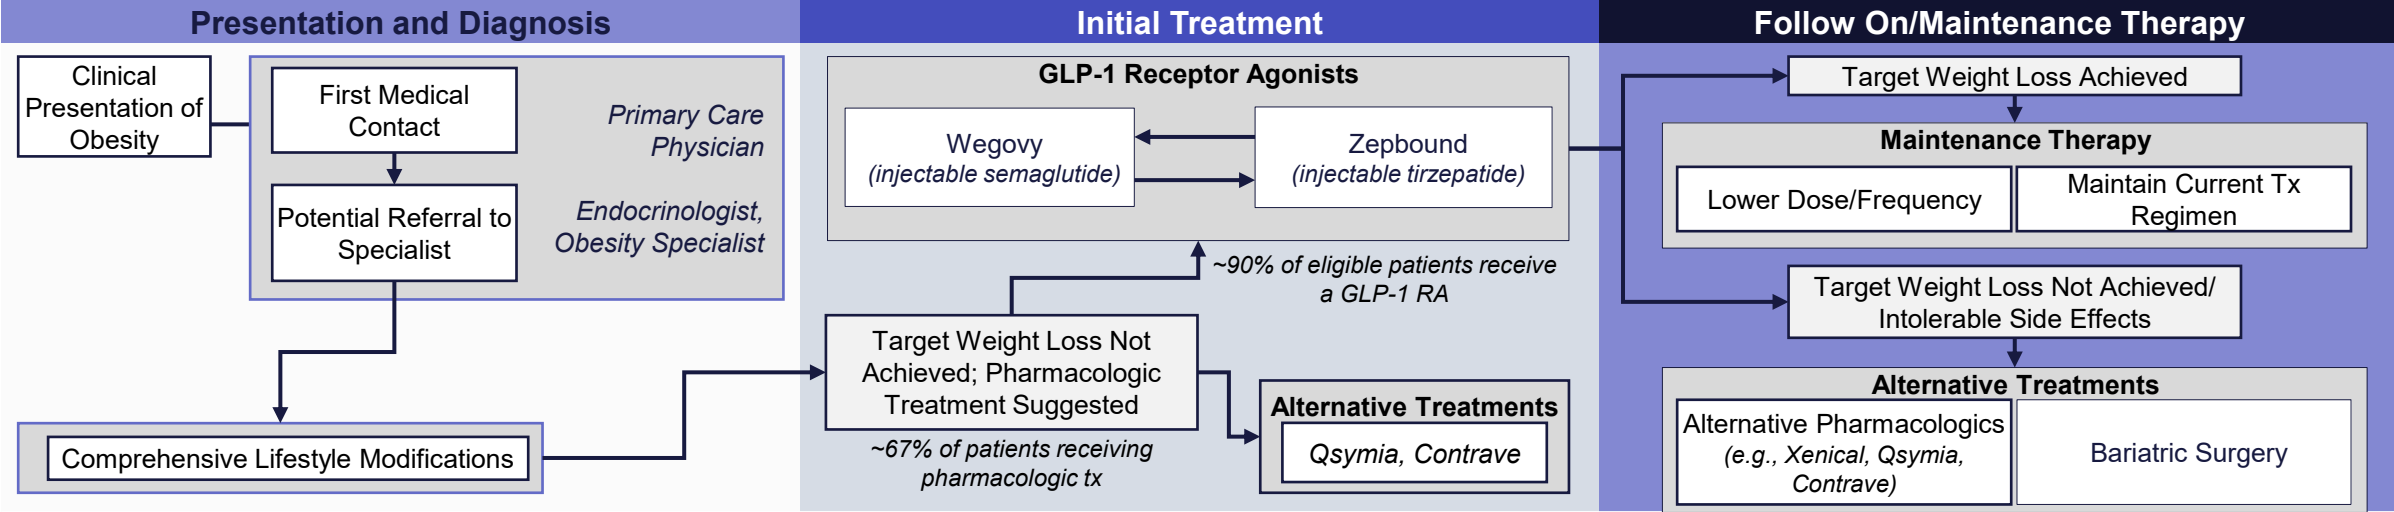 Presentation and Diagnosis
Clinical
Presentation of
Obesity
First Medical
Contact
Primary Care
Physician
Potential Referral to
Specialist
Endocrinologist,
Obesity Specialist
Comprehensive Lifestyle Modifications
Initial Treatment
GLP-1 Receptor Agonists
Wegovy
(injectable semaglutide)
Zepbound
(injectable tirzepatide)
~90% of eligible patients receive
a GLP-1 RA
Target Weight Loss Not
Achieved; Pharmacologic
Treatment Suggested
~67% of patients receiving
pharmacologic tx
Alternative Treatments
Qsymia, Contrave
Follow On/Maintenance Therapy
Target Weight Loss Achieved
Maintenance Therapy
Lower Dose/Frequency
Maintain Current Tx
Regimen
Target Weight Loss Not Achieved/
Intolerable Side Effects
Alternative Treatments
Alternative Pharmacologics
(e.g., Xenical, Qsymia,
Contrave)
Bariatric Surgery